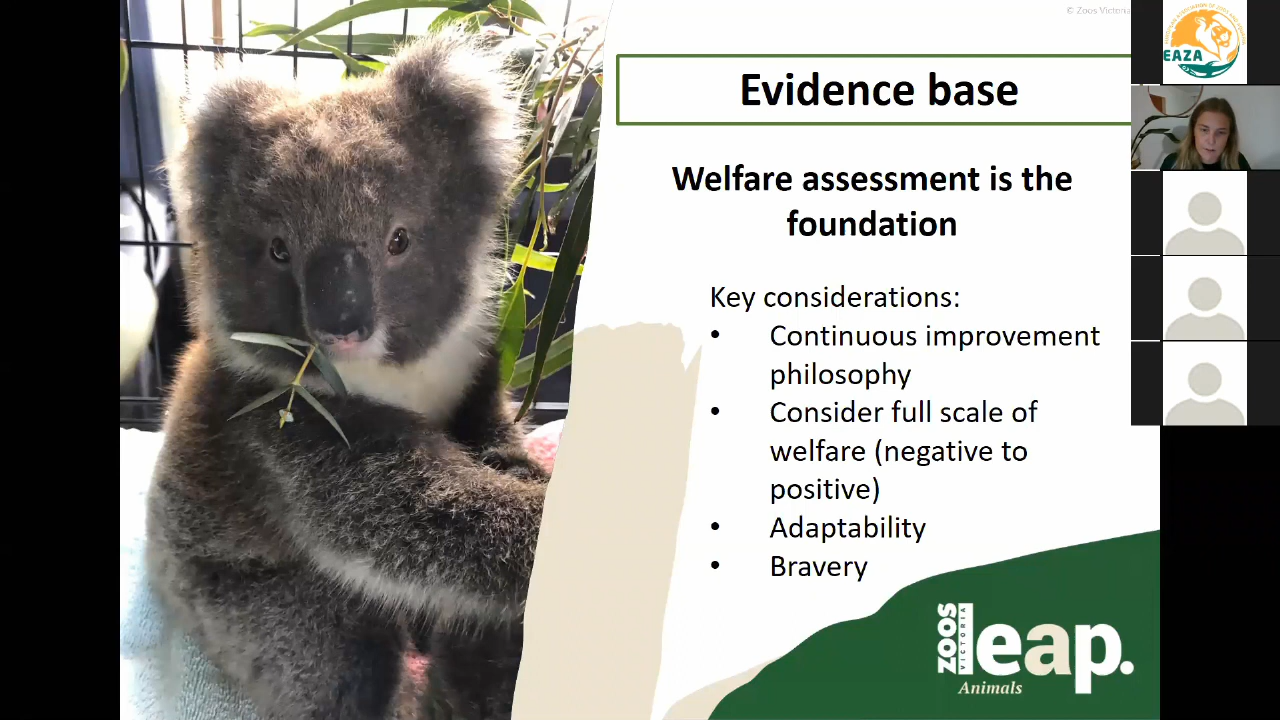 © Zoos Victoria
EAZA
Evidence base
Welfare assessment is the
foundation
Key considerations:
• Continuous improvement
philosophy
• Consider full scale of
welfare (negative to
positive)
• Adaptability
• Bravery
ZOOS
VICTORIA
leap.
Animals